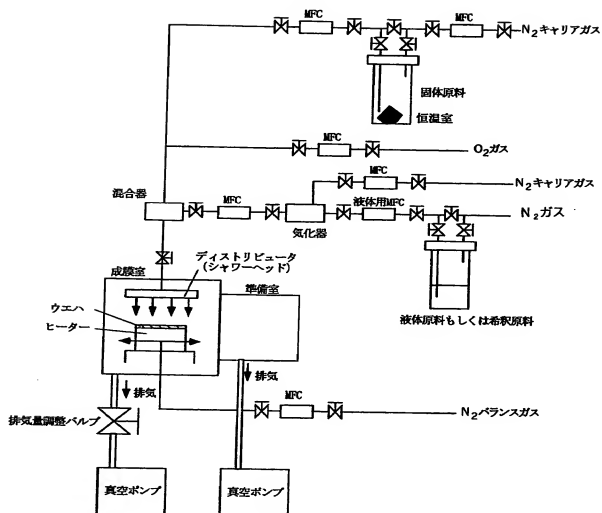 MFC
MFC
N2キャリアガス
固体原料
恒温室
MFC
O2ガス
MFC
N2キャリアガス
混合器
MFC
気化器
液体用MFC
N2ガス
ディストリビュータ
(シャワーヘッド)
成膜室
準備室
ウエハ
ヒーター
液体原料もしくは希釈原料
排気
排気
MFC
N2バランスガス
排気量調整バルブ
真空ポンプ
真空ポンプ